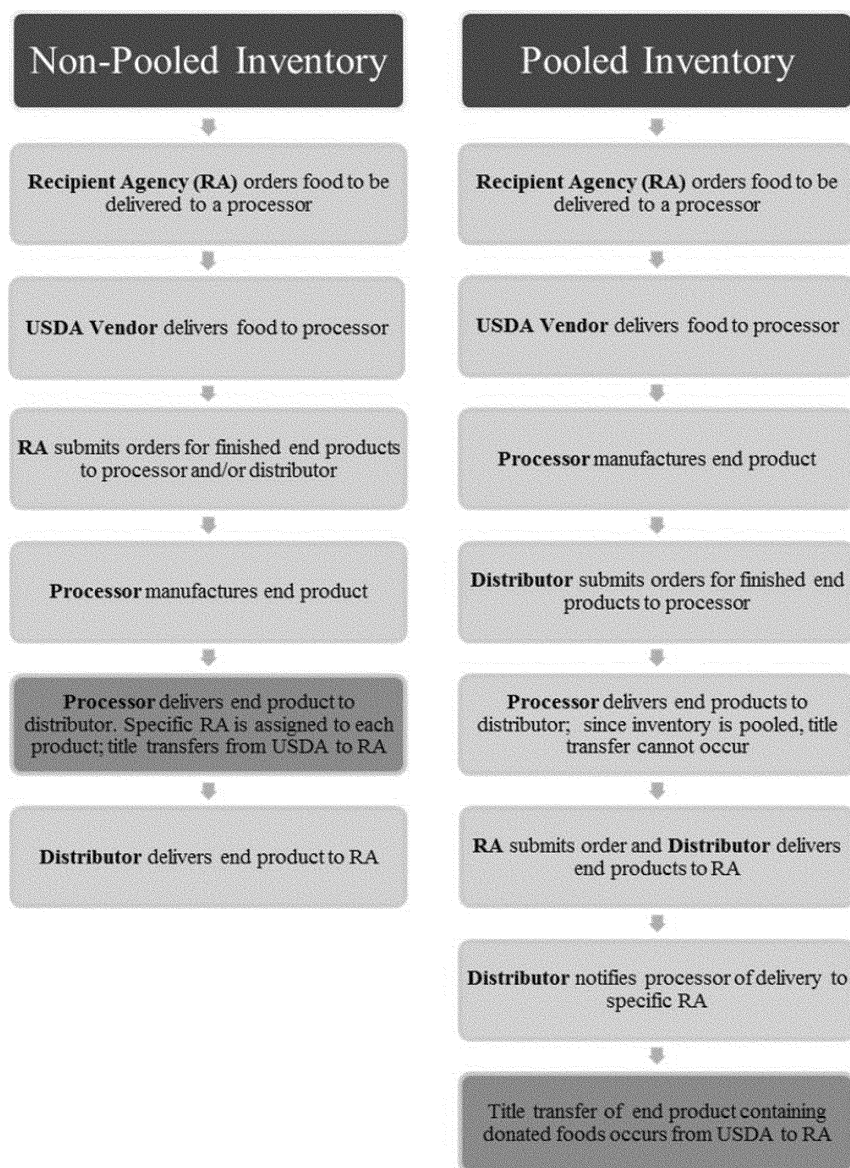 Non-Pooled Inventory
Recipient Agency (RA) orders food to be
delivered to a processor
USDA Vendor delivers food to processor
RA submits orders for finished end products
to processor and/or distributor
Processor manufactures end product
Processor delivers end product to
distributor. Specific RA is assigned to each
product; title transfers from USDA to RA
Distributor delivers end product to RA
Pooled Inventory
Recipient Agency (RA) orders food to be
delivered to a processor
USDA Vendor delivers food to processor
Processor manufactures end product
Distributor submits orders for finished end
products to processor
Processor delivers end products to
distributor; since inventory is pooled, title
transfer cannot occur
RA submits order and Distributor delivers
end products to RA
Distributor notifies processor of delivery to
specific RA
Title transfer of end product containing
donated foods occurs from USDA to RA